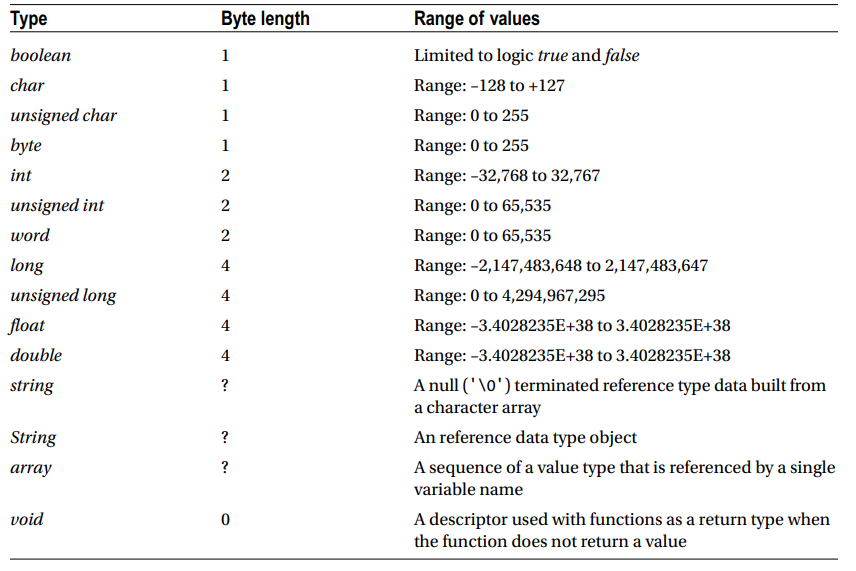 Type Byte length Range of values
boolean 1 Limited to logic true and false
char 1 Range: –128 to +127
unsigned char 1 Range: 0 to 255
byte 1 Range: 0 to 255
int 2 Range: –32,768 to 32,767
unsigned int 2 Range: 0 to 65,535
word 2 Range: 0 to 65,535
long 4 Range: –2,147,483,648 to 2,147,483,647
unsigned long 4 Range: 0 to 4,294,967,295
float 4 Range: –3.4028235E+38 to 3.4028235E+38
double 4 Range: –3.4028235E+38 to 3.4028235E+38
string ? A null ('\0') terminated reference type data built from
a character array
String ? An reference data type object
array ? A sequence of a value type that is referenced by a single
variable name
void 0 A descriptor used with functions as a return type when
the function does not return a value